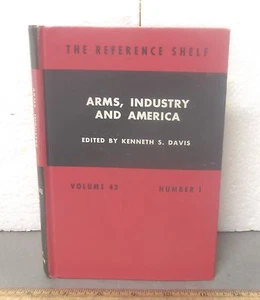 THE REFERENCE SHELF
ARMS, INDUSTRY
AND AMERICA
EDITED BY KENNETH S. DAVIS
VOLUME 43 NUMBER 1